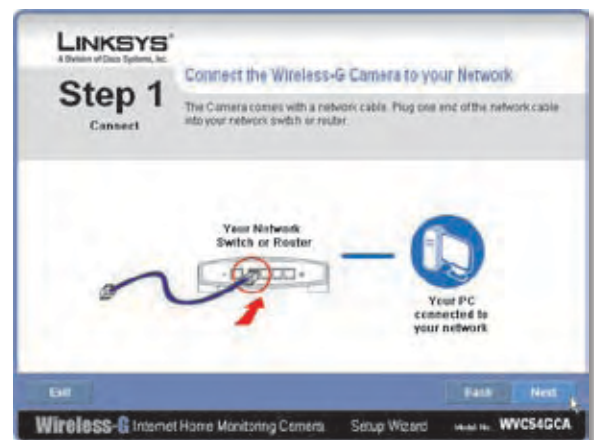 LINKSYS®
A Division of Cisco Systems, Inc.
Step 1
Connect
Connect the Wireless-G Camera to your Network
The Camera comes with a network cable. Plug one end of the network cable
into your network switch or router.
Your Network
Switch or Router
Your PC
connected to
your network
Exit
Back
Next
Wireless-G Internet Home Monitoring Camera
Setup Wizard
Model No. WVC54GCA